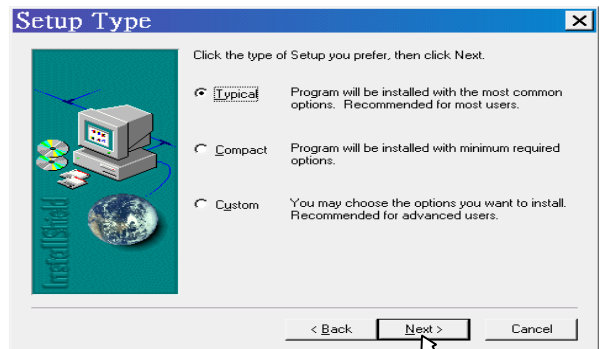 Setup Type
Click the type of Setup you prefer, then click Next.
Typical
Program will be installed with the most common
options. Recommended for most users.
Compact
Program will be installed with minimum required
options.
Custom
You may choose the options you want to install.
Recommended for advanced users.
InstallShield
< Back
Next >
Cancel